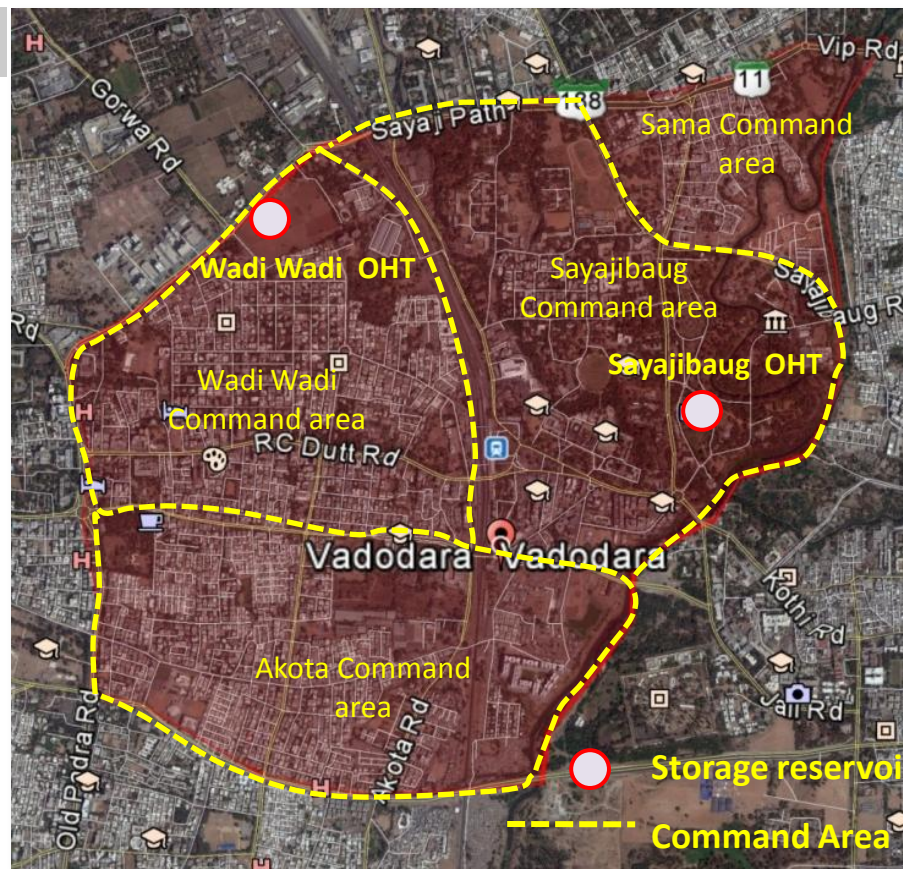 H
Vip Rd
11
188
Gorwa Rd
Sayaji Path
Sama Command
area
Wadi Wadi OHT
Sayajibaug
Command area
Rd
Sayajibaug OHT
Wadi Wadi
Command area
H
RC Dutt Rd
Vadodara
Vadodara
H
Kothi Rd
Akota Command
area
Jail Rd
Old Padra Rd
Akota Rd
H
Storage reservoi
Command Area
H